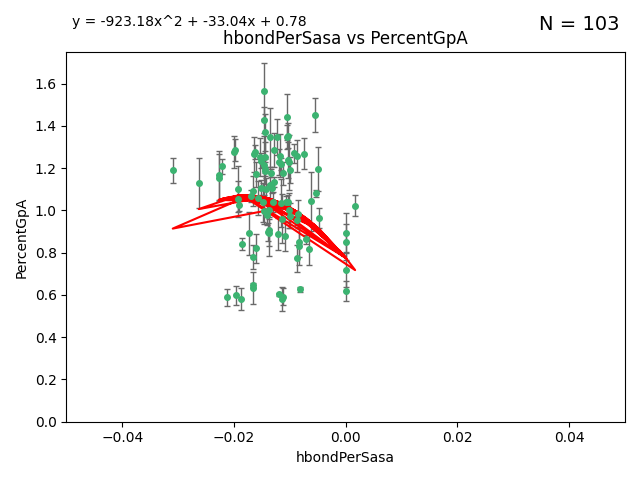 y = -923.18x^2 + -33.04x + 0.78
N = 103
hbondPerSasa vs PercentGpA
1.6
1.4
1.2
1.0
0.8
0.6
0.4
0.2
0.0
PercentGpA
−0.04
−0.02
0.00
0.02
0.04
hbondPerSasa